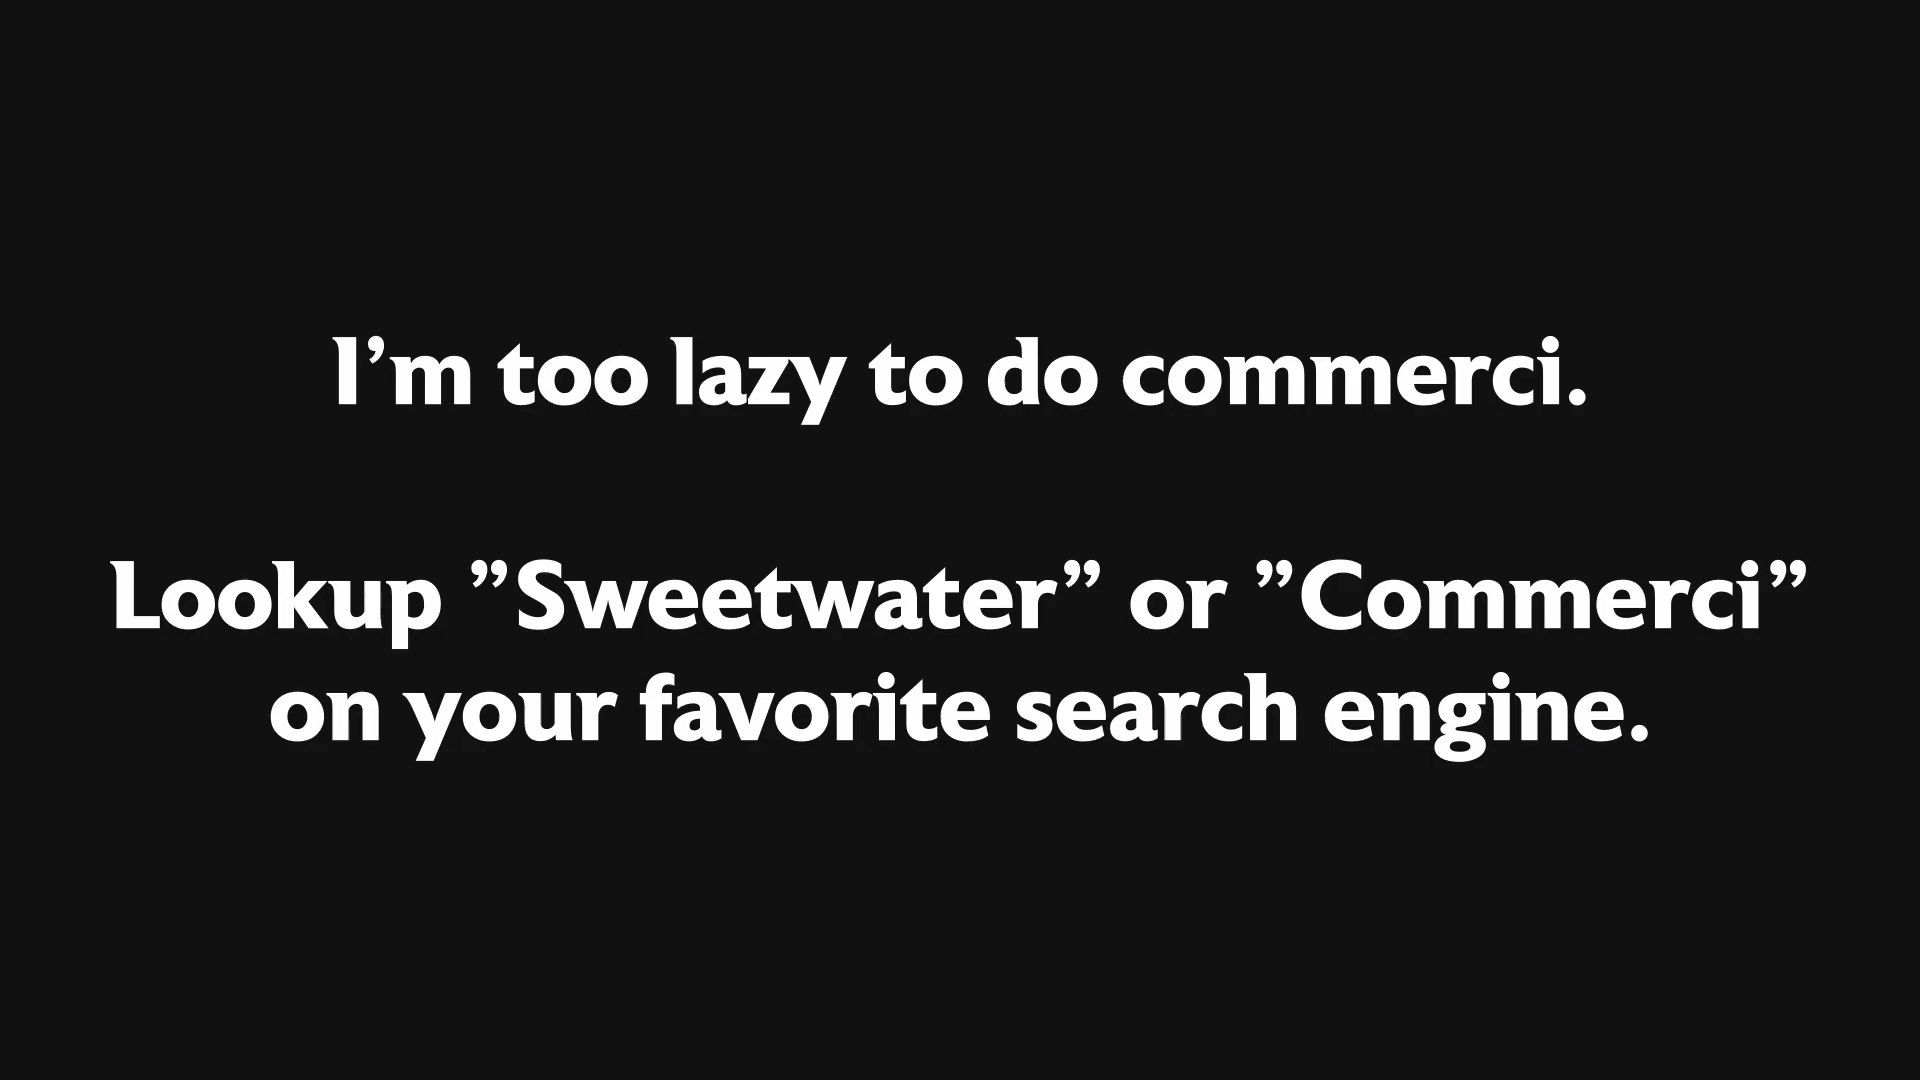 I’m too lazy to do commerci.
Lookup ”Sweetwater” or ”Commerci”
on your favorite search engine.